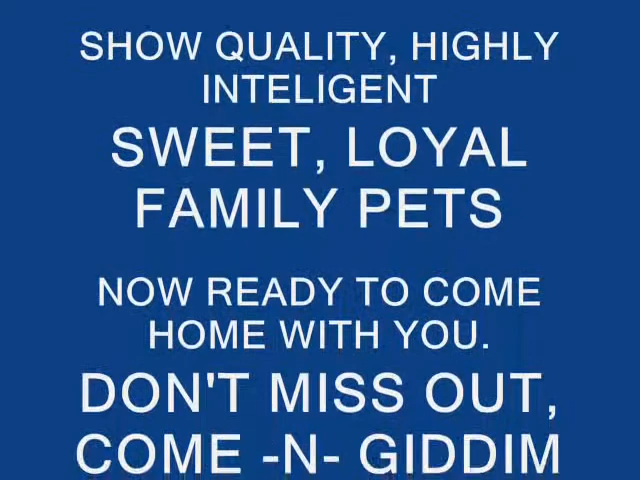 SHOW QUALITY, HIGHLY
INTELIGENT
SWEET, LOYAL
FAMILY PETS
NOW READY TO COME
HOME WITH YOU.
DON'T MISS OUT,
COME -N- GIDDIM